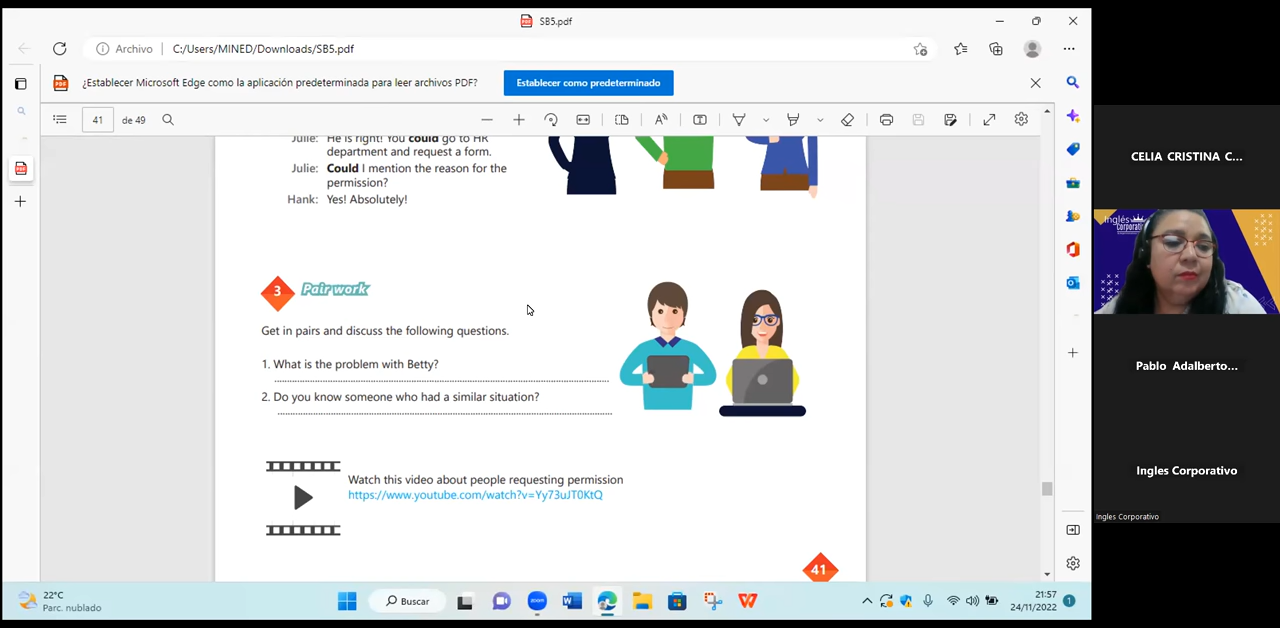 SB5.pdf
Archivo
C:/Users/MINED/Downloads/SB5.pdf
¿Establecer Microsoft Edge como la aplicación predeterminada para leer archivos PDF?
Establecer como predeterminado
41
de 49
Julie: He is right! You could go to HR
department and request a form.
Julie: Could I mention the reason for the
permission?
Hank: Yes! Absolutely!
3
Pair work
Get in pairs and discuss the following questions.
1. What is the problem with Betty?
2. Do you know someone who had a similar situation?
Watch this video about people requesting permission
https://www.youtube.com/watch?v=Yy73uJT0KtQ
41
CELIA CRISTINA C...
Inglés
Corporativo
Pablo Adalberto...
Ingles Corporativo
Ingles Corporativo
22°C
Parc. nublado
Buscar
21:57
24/11/2022
1